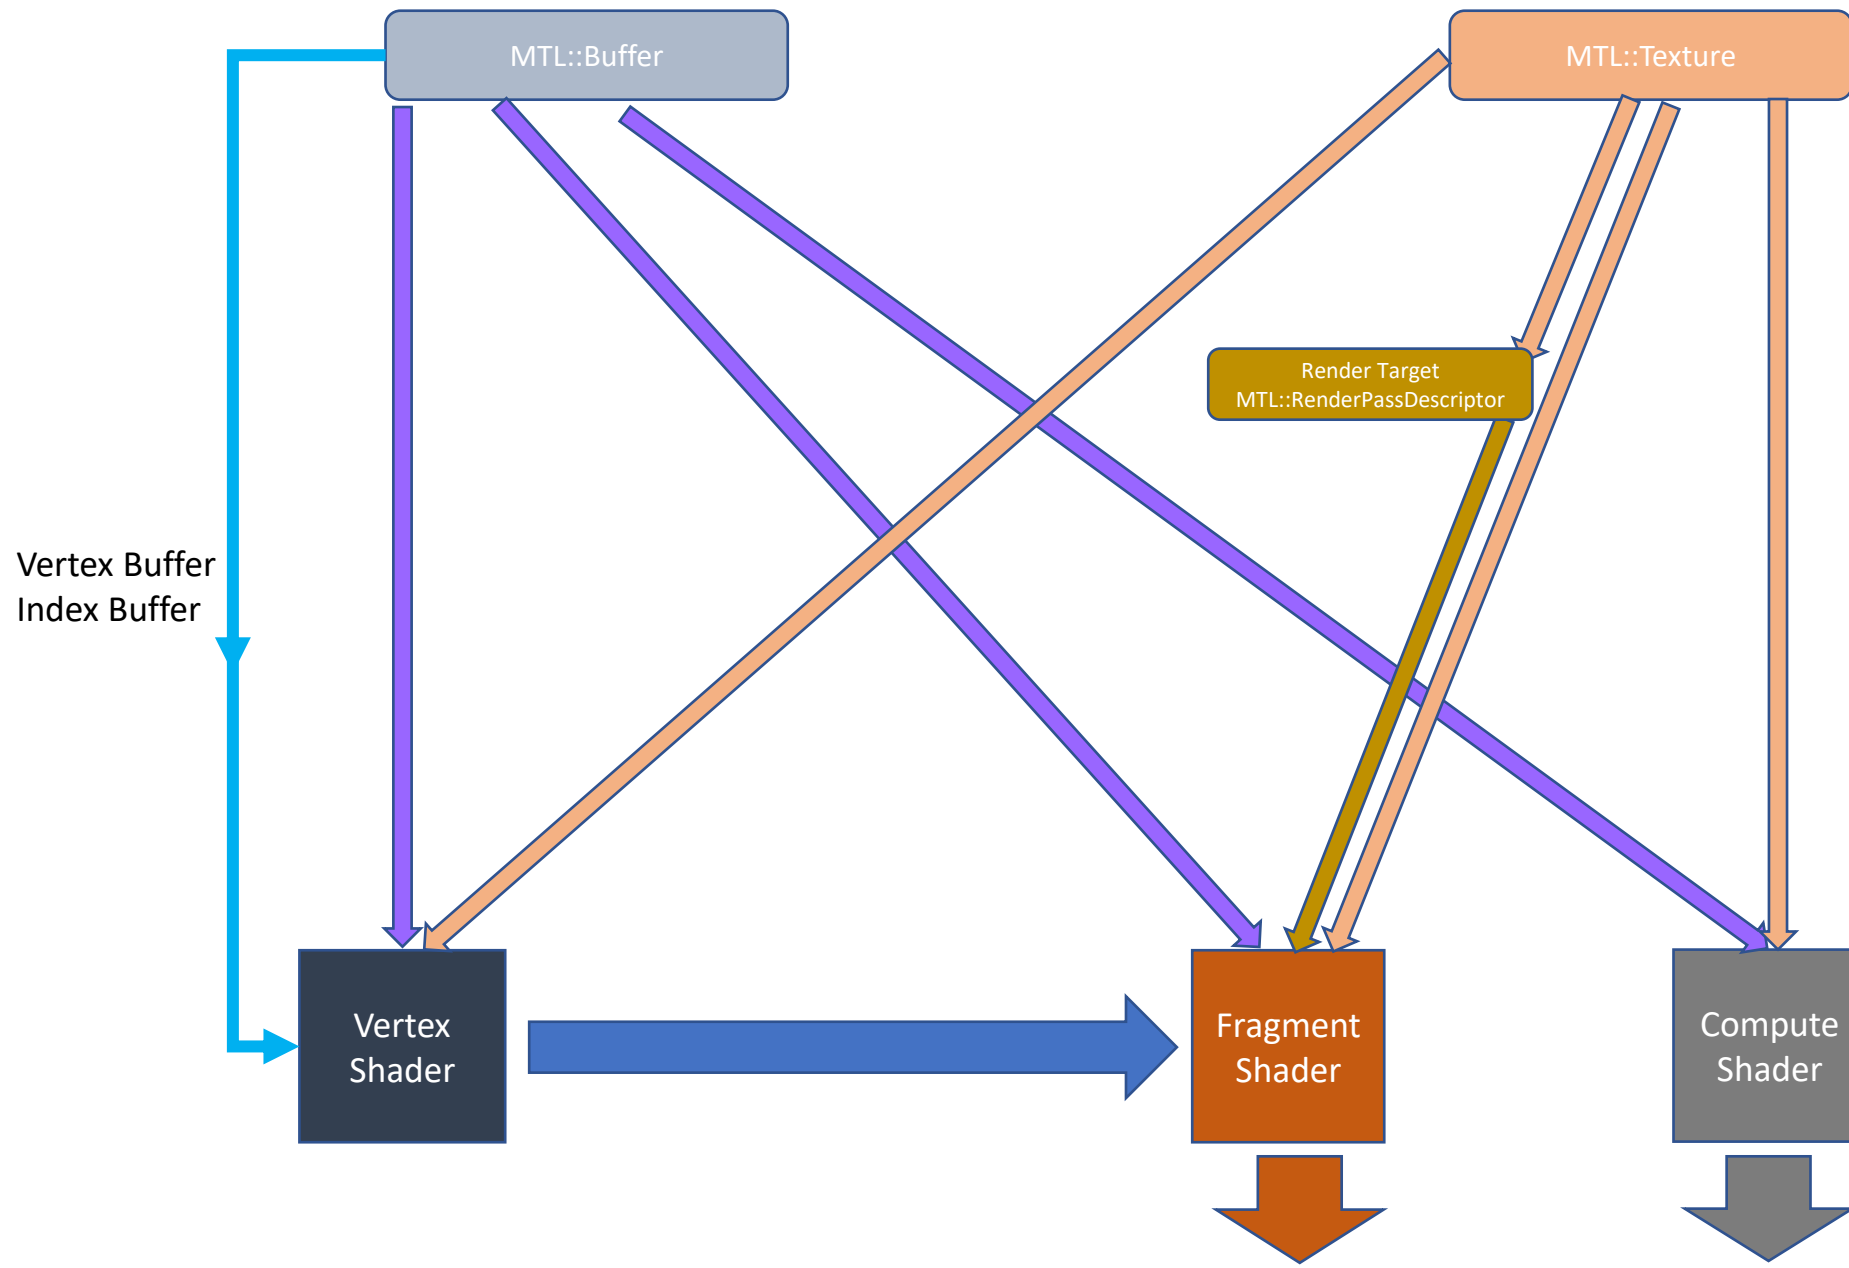 MTL::Buffer
MTL::Texture
Render Target
MTL::RenderPassDescriptor
Vertex Buffer
Index Buffer
Vertex
Shader
Fragment
Shader
Compute
Shader